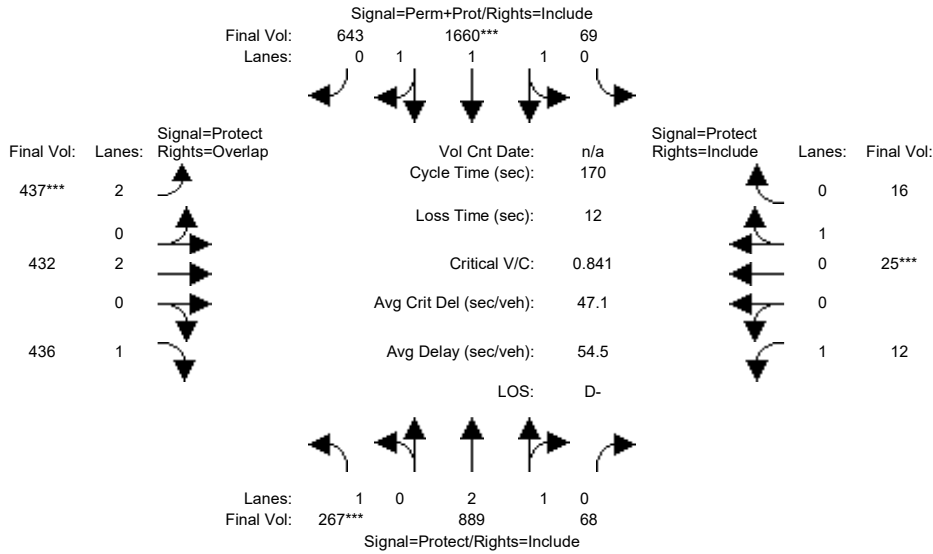 Signal=Perm+Prot/Rights=Include
Final Vol: 643 1660*** 69
Lanes: 0 1 1 1 0
Signal=Protect Signal=Protect
Final Vol: Lanes: Rights=Overlap Vol Cnt Date: n/a Rights=Include Lanes: Final Vol:
Cycle Time (sec): 170
437*** 2 0 16
Loss Time (sec): 12
0 1
432 2 Critical V/C: 0.841 0 25***
0 Avg Crit Del (sec/veh): 47.1 0
436 1 Avg Delay (sec/veh): 54.5 1 12
LOS: D-
Lanes: 1 0 2 1 0
Final Vol: 267*** 889 68
Signal=Protect/Rights=Include